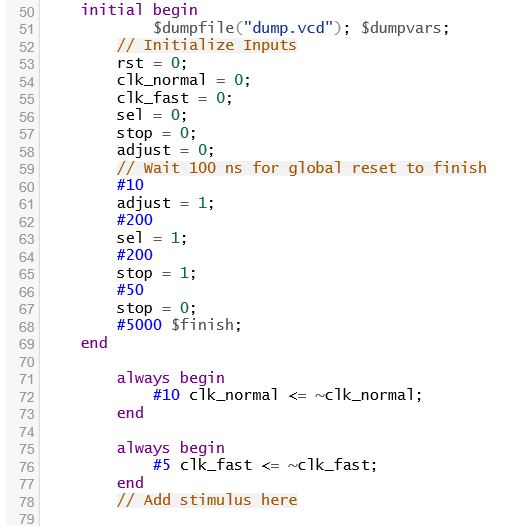 50 initial begin
51 $dumpfile("dump.vcd"); $dumpvars;
52 // Initialize Inputs
53 rst = 0;
54 clk_normal = 0;
55 clk_fast = 0;
56 sel = 0;
57 stop = 0;
58 adjust = 0;
59 // Wait 100 ns for global reset to finish
60 #10
61 adjust = 1;
62 #200
63 sel = 1;
64 #200
65 stop = 1;
66 #50
67 stop = 0;
68 #5000 $finish;
69 end
70
71 always begin
72 #10 clk_normal <= ~clk_normal;
73 end
74
75 always begin
76 #5 clk_fast <= ~clk_fast;
77 end
78 // Add stimulus here
79